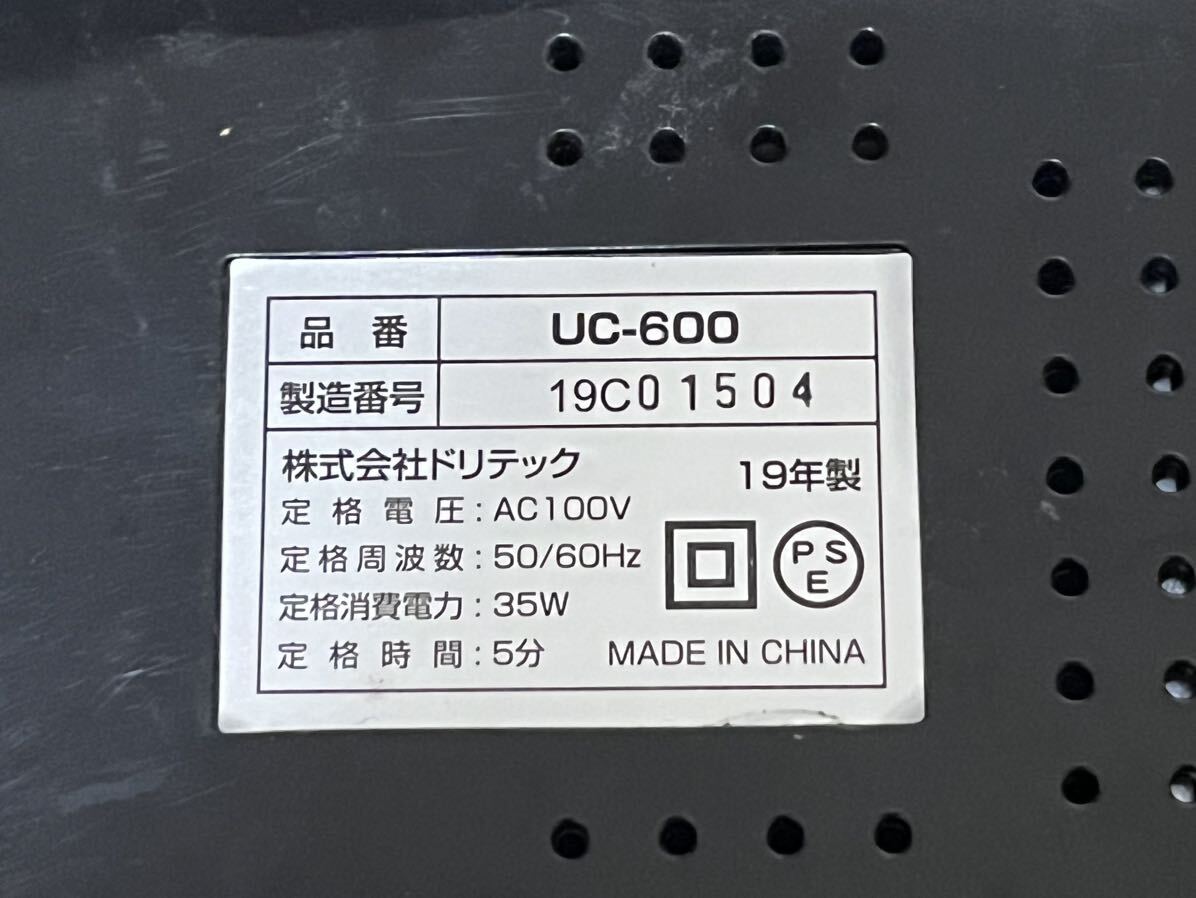 品番 UC-600
製造番号 19C01504
株式会社ドリテック 19年製
定格電圧:AC100V
定格周波数:50/60Hz
定格消費電力:35W
定格時間:5分
PSE
MADE IN CHINA